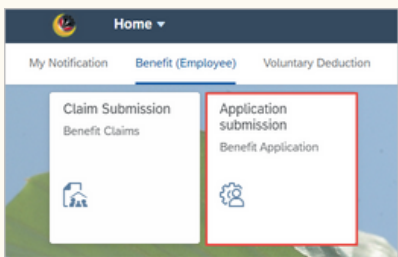 Home
My Notification
Benefit (Employee)
Voluntary Deduction
Claim Submission
Benefit Claims
Application
submission
Benefit Application